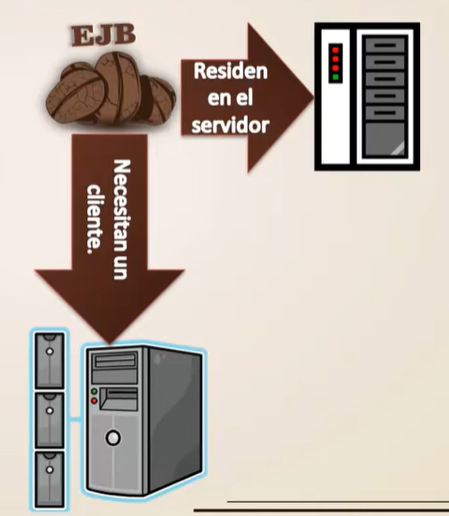 EJB
Residen
en el
servidor
Necesitan un
cliente.